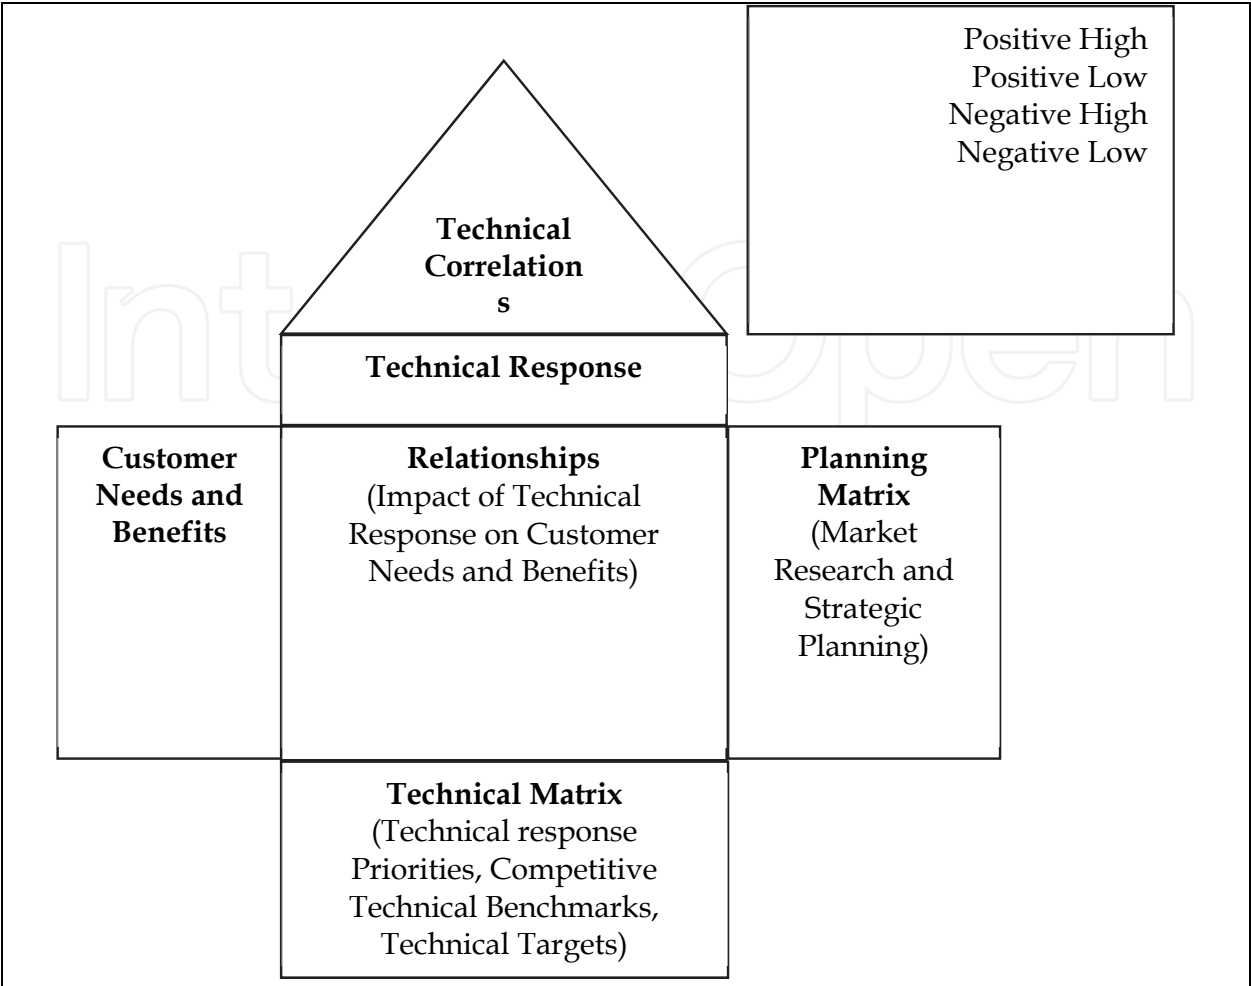 Positive High
Positive Low
Negative High
Negative Low
Technical
Correlation
s
Technical Response
Customer
Needs and
Benefits
Relationships
(Impact of Technical
Response on Customer
Needs and Benefits)
Planning
Matrix
(Market
Research and
Strategic
Planning)
Technical Matrix
(Technical response
Priorities, Competitive
Technical Benchmarks,
Technical Targets)